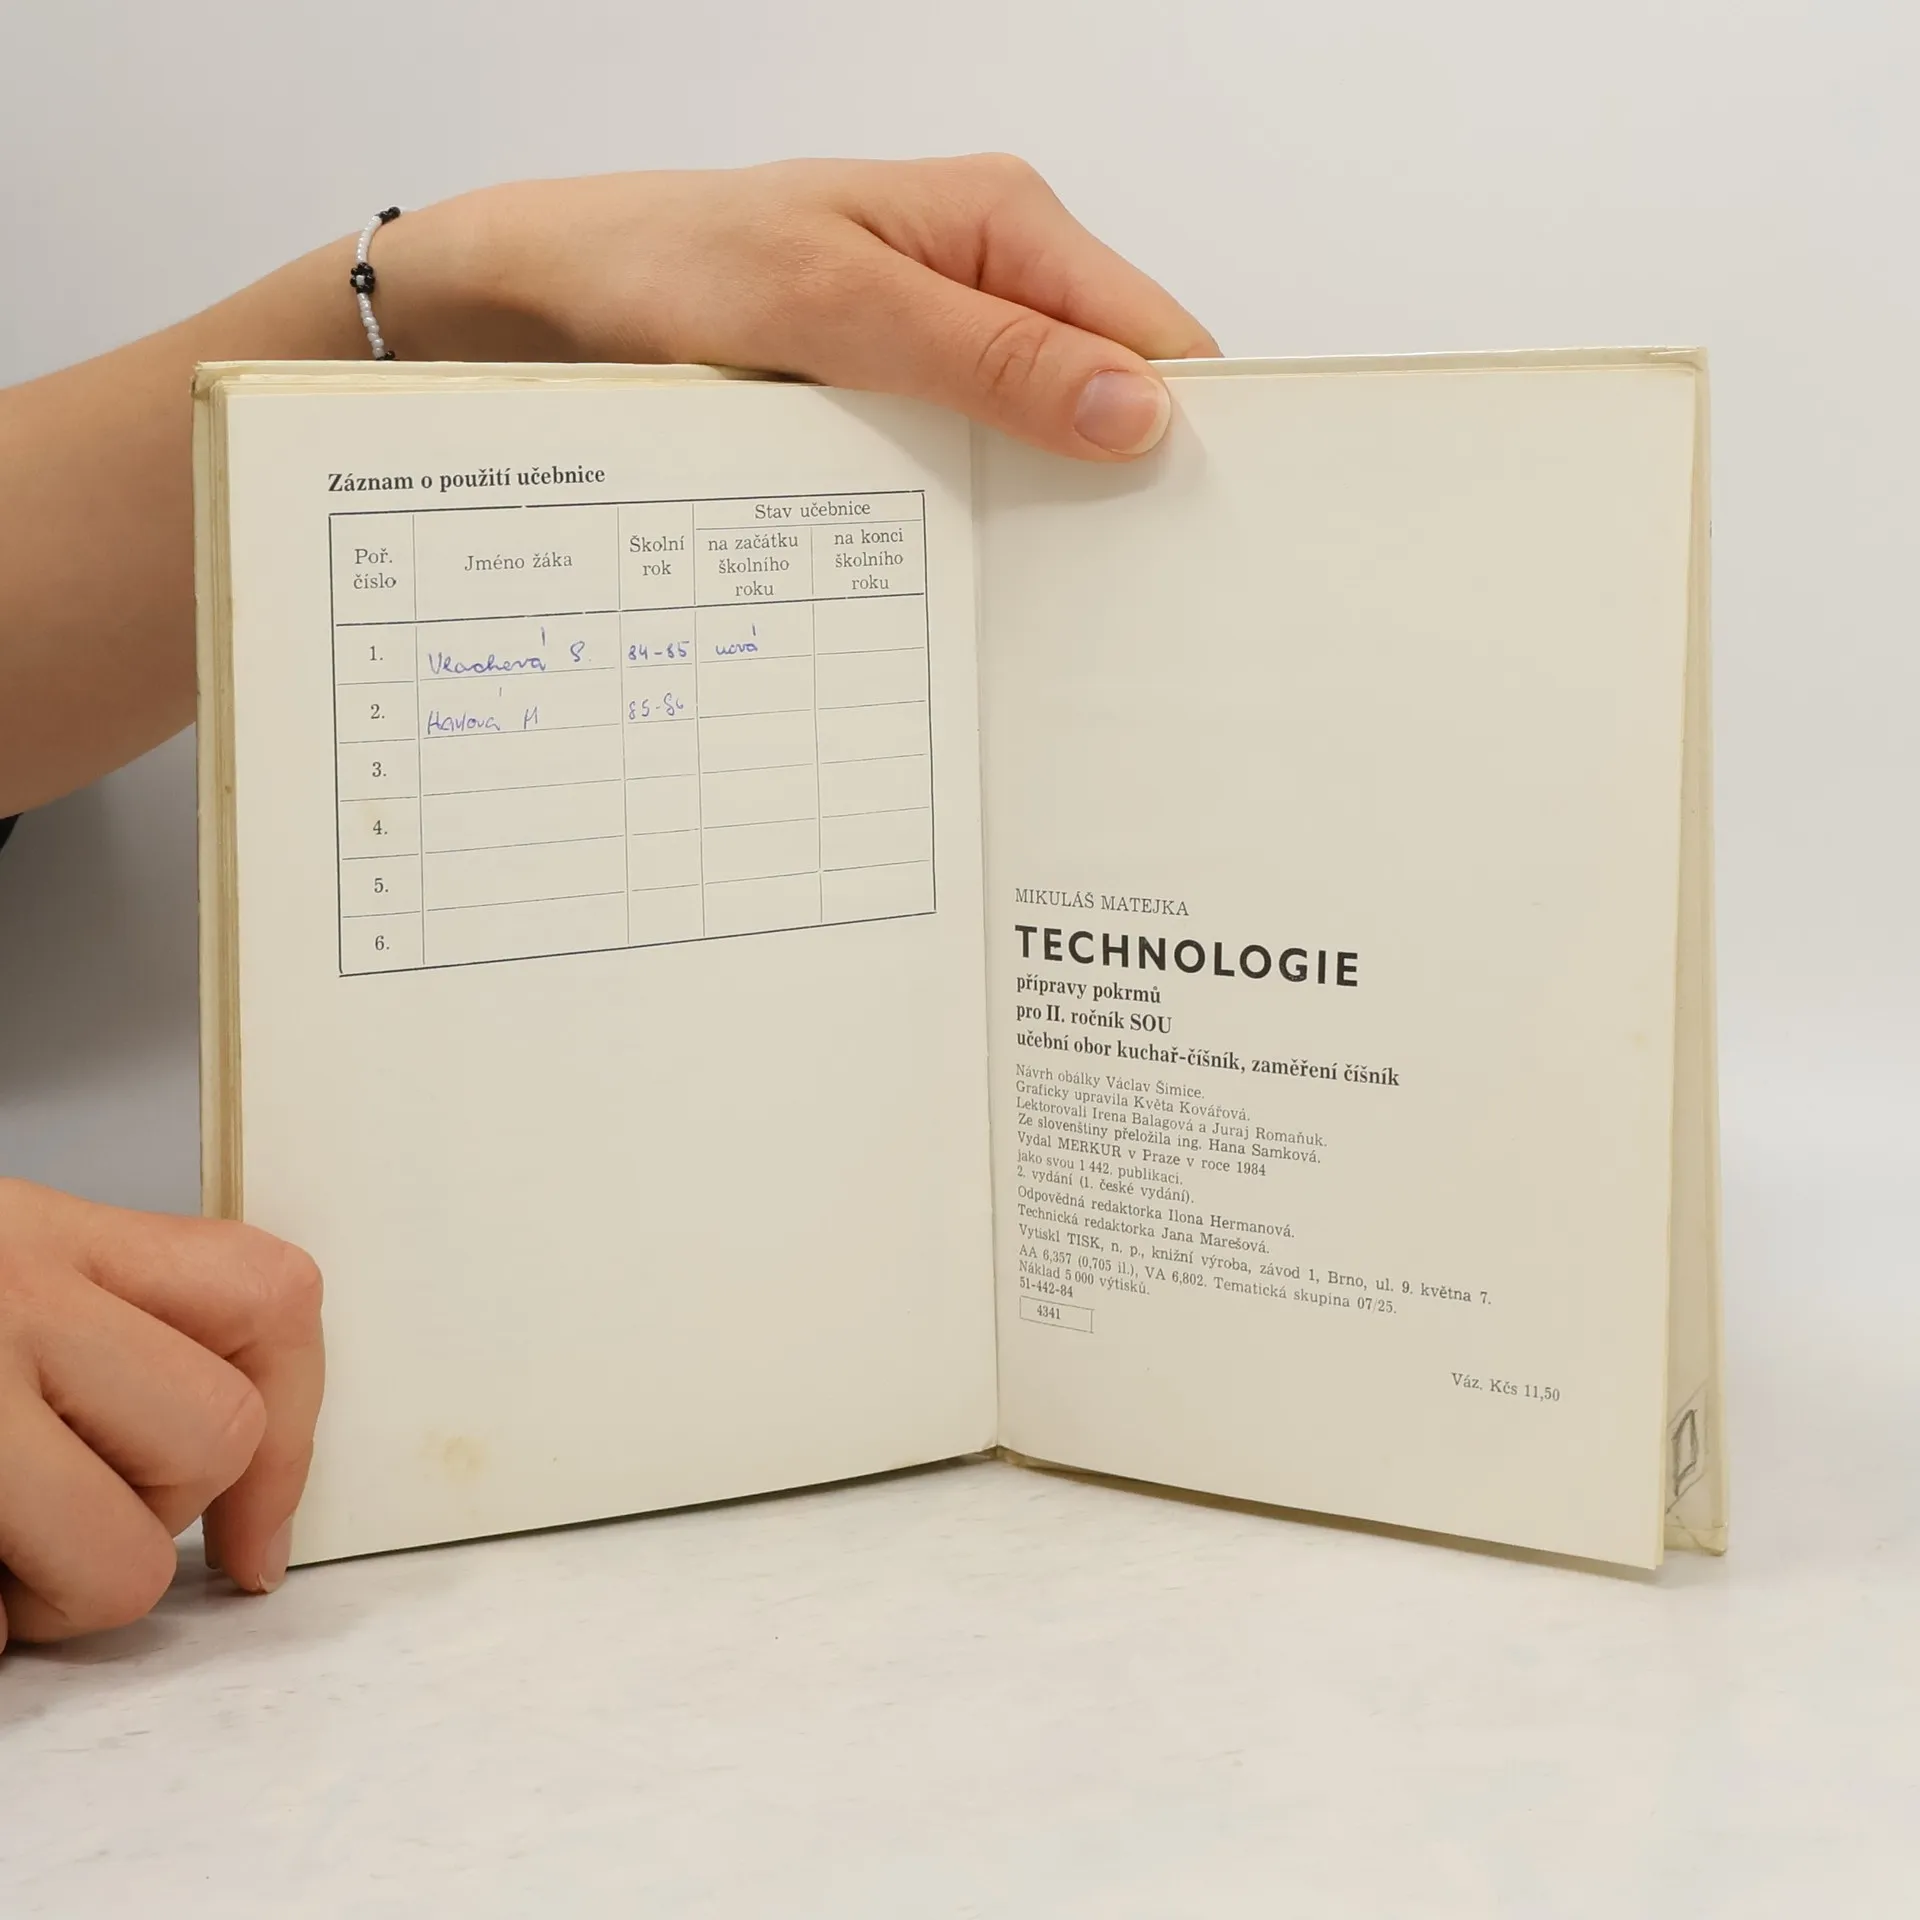 Záznam o použití učebnice
Poř. číslo
Jméno žáka
Školní rok
Stav učebnice
na začátku školního roku
na konci školního roku
1. Vlachová S. 84-85 nová
2. Havlová H 85-86
3.
4.
5.
6.
MIKULÁŠ MATEJKA
TECHNOLOGIE
přípravy pokrmů
pro II. ročník SOU
učební obor kuchař-číšník, zaměření číšník
Návrh obálky Václav Šimice.
Graficky upravila Květa Kovářová.
Lektorovali Irena Balagová a Juraj Romaňuk.
Ze slovenštiny přeložila ing. Hana Samková.
Vydal MERKUR v Praze v roce 1984
jako svou 1 442. publikaci.
2. vydání (1. české vydání).
Odpovědná redaktorka Ilona Hermanová.
Technická redaktorka Jana Marešová.
Vytiskl TISK, n. p., knižní výroba, závod 1, Brno, ul. 9. května 7.
AA 6,357 (0,705 il.), VA 6,802. Tematická skupina 07/25.
Náklad 5 000 výtisků.
51-442-84
4341
Váz. Kčs 11,50